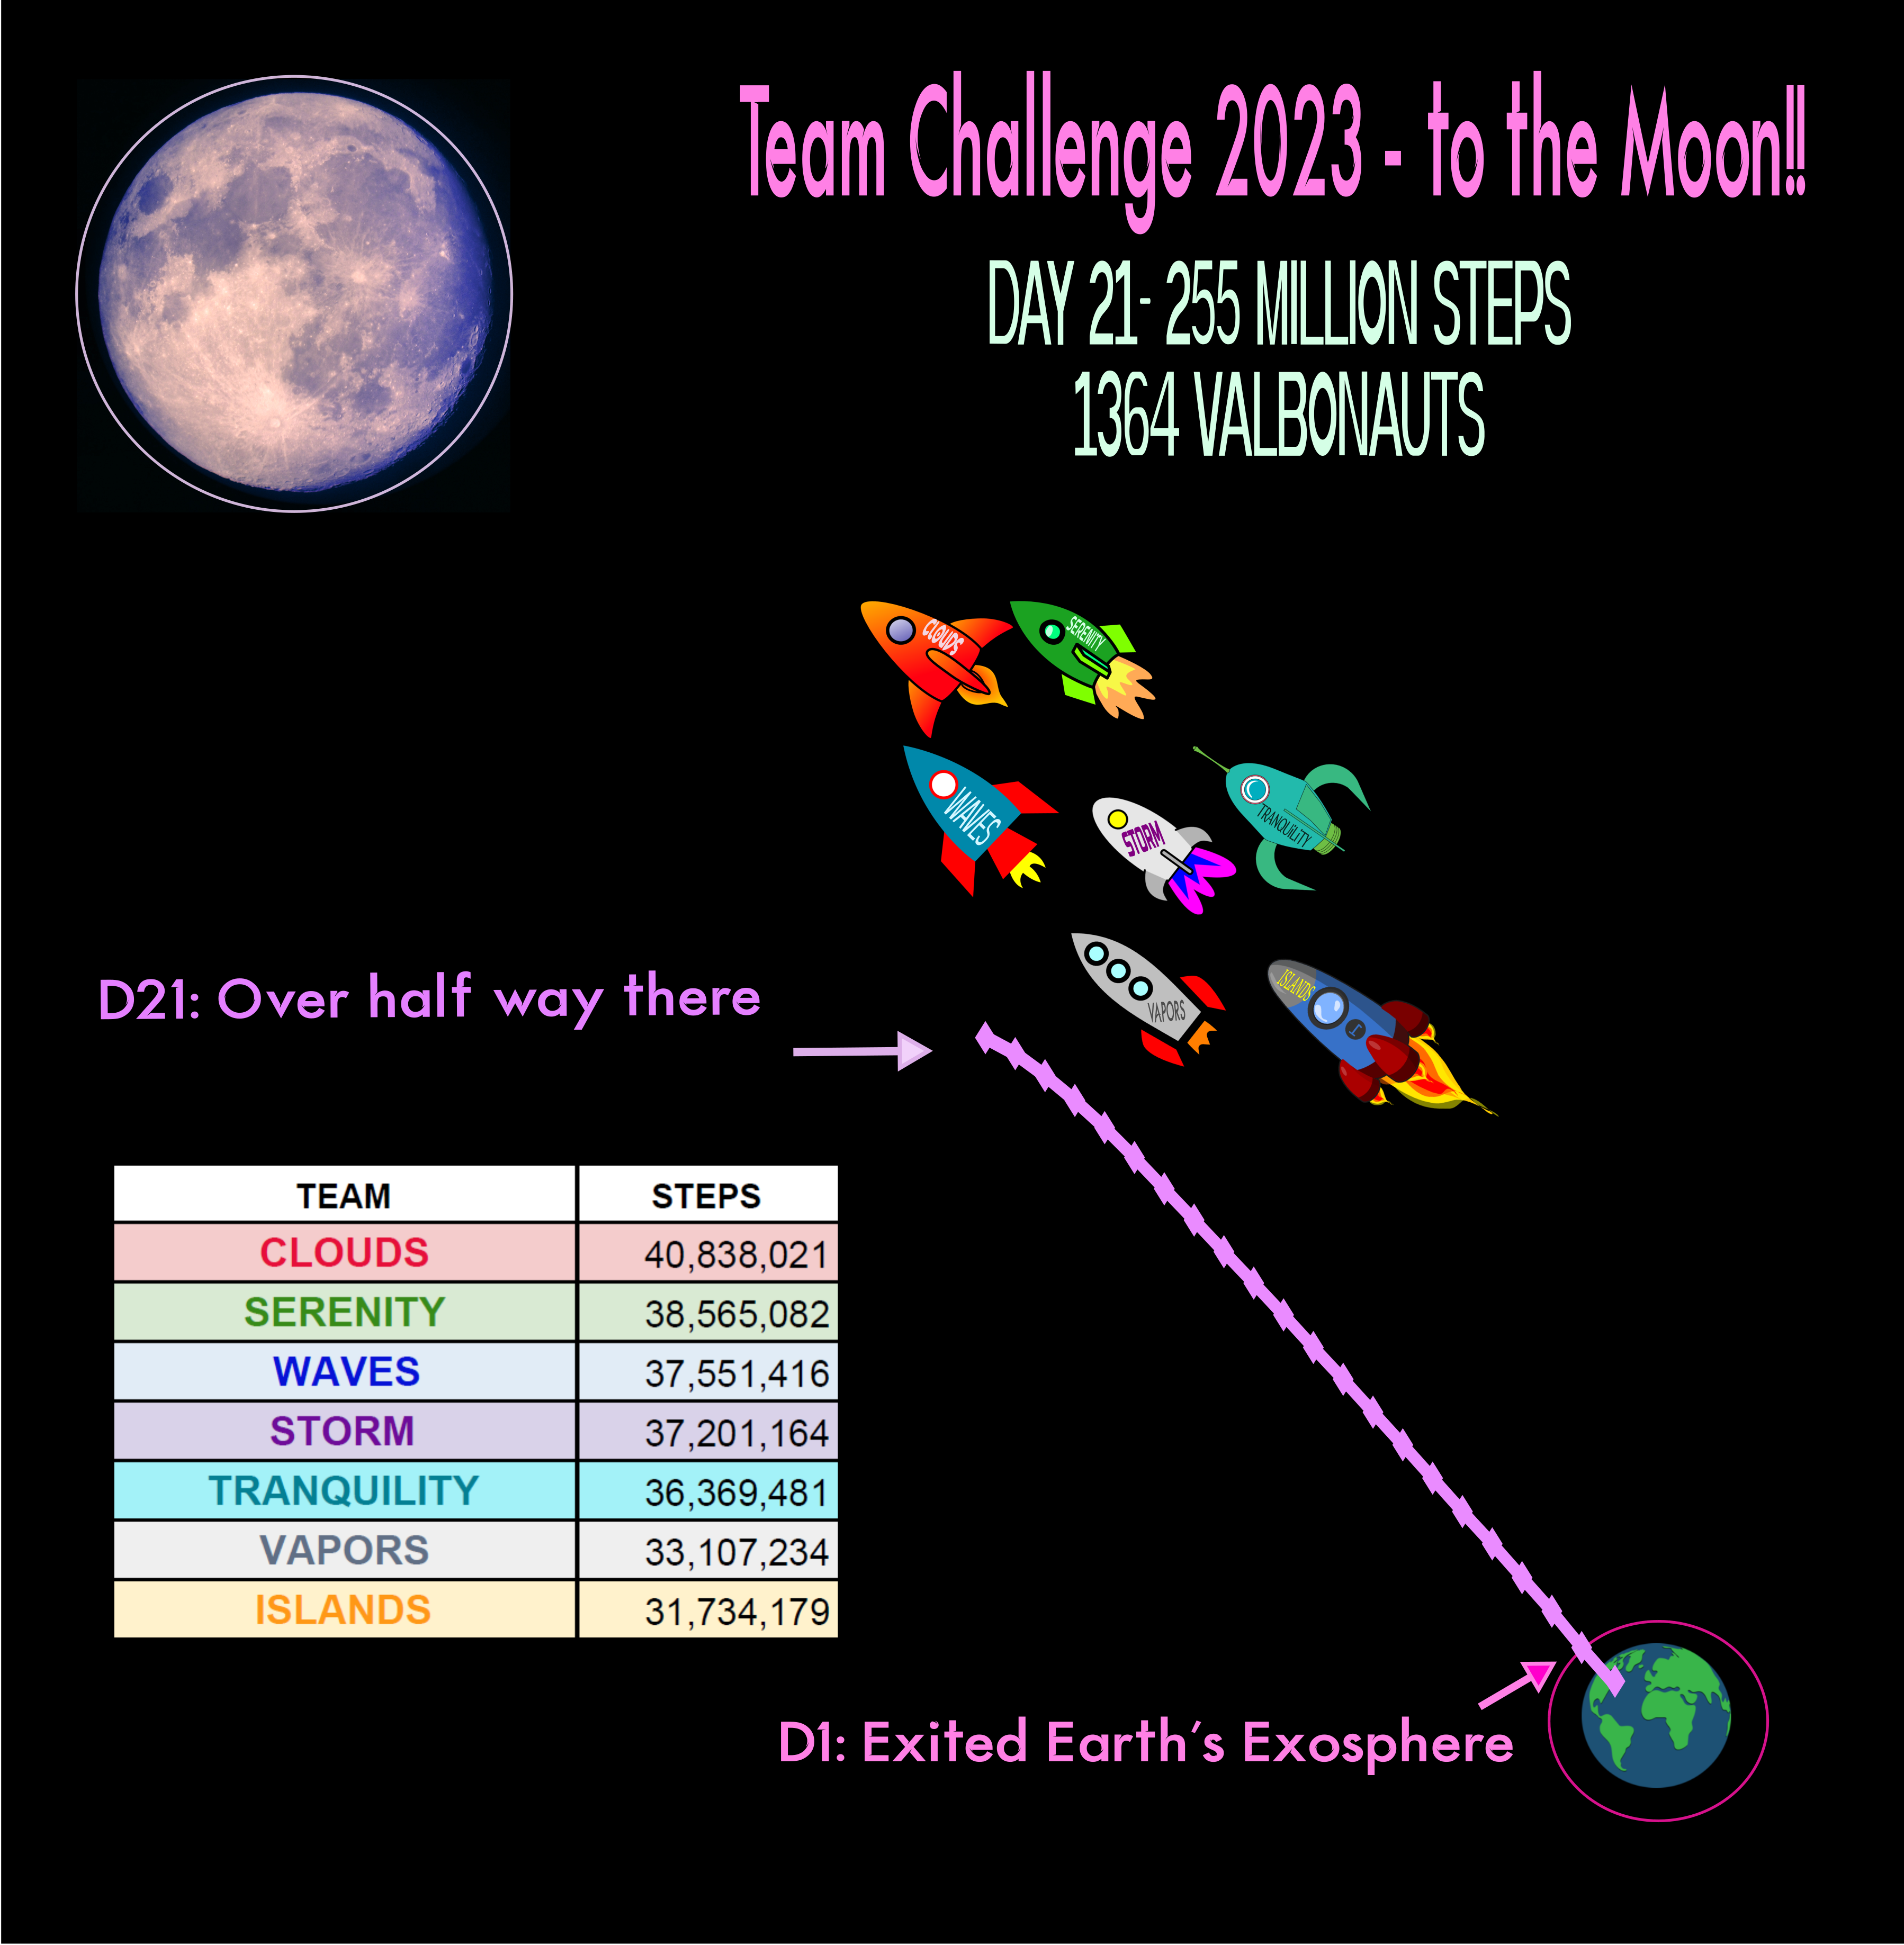 Team Challenge 2023 - to the Moon!!
DAY 21- 255 MILLION STEPS
1364 VALBONAUTS
CLOUDS
SERENITY
WAVES
STORM
TRANQUILITY
VAPORS
ISLANDS
1
D21: Over half way there
TEAM STEPS
CLOUDS 40,838,021
SERENITY 38,565,082
WAVES 37,551,416
STORM 37,201,164
TRANQUILITY 36,369,481
VAPORS 33,107,234
ISLANDS 31,734,179
D1: Exited Earth's Exosphere